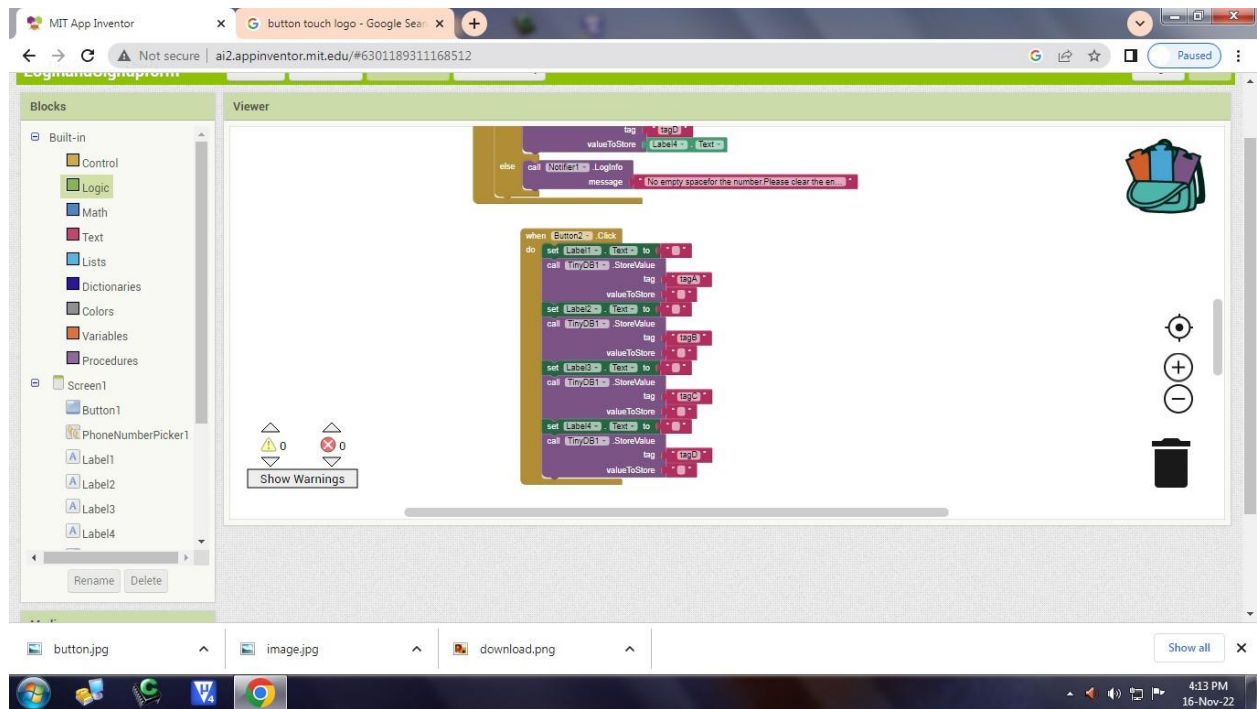 MIT App Inventor
button touch logo - Google Sear
Not secure
ai2.appinventor.mit.edu/#6301189311168512
Paused
Blocks
Viewer
Built-in
Control
Logic
Math
Text
Lists
Dictionaries
Colors
Variables
Procedures
Screen1
Button1
PhoneNumberPicker1
Label1
Label2
Label3
Label4
Rename Delete
tag " tagD "
valueToStore Label4 . Text
else call Notifier1 .LogInfo
message " No empty spacefor the number.Please clear the en... "
when Button2 .Click
do set Label1 . Text to " "
call TinyDB1 .StoreValue
tag " tagA "
valueToStore " "
set Label2 . Text to " "
call TinyDB1 .StoreValue
tag " tagB "
valueToStore " "
set Label3 . Text to " "
call TinyDB1 .StoreValue
tag " tagC "
valueToStore " "
set Label4 . Text to " "
call TinyDB1 .StoreValue
tag " tagD "
valueToStore " "
0 0
Show Warnings
button.jpg
image.jpg
download.png
Show all
4:13 PM
16-Nov-22